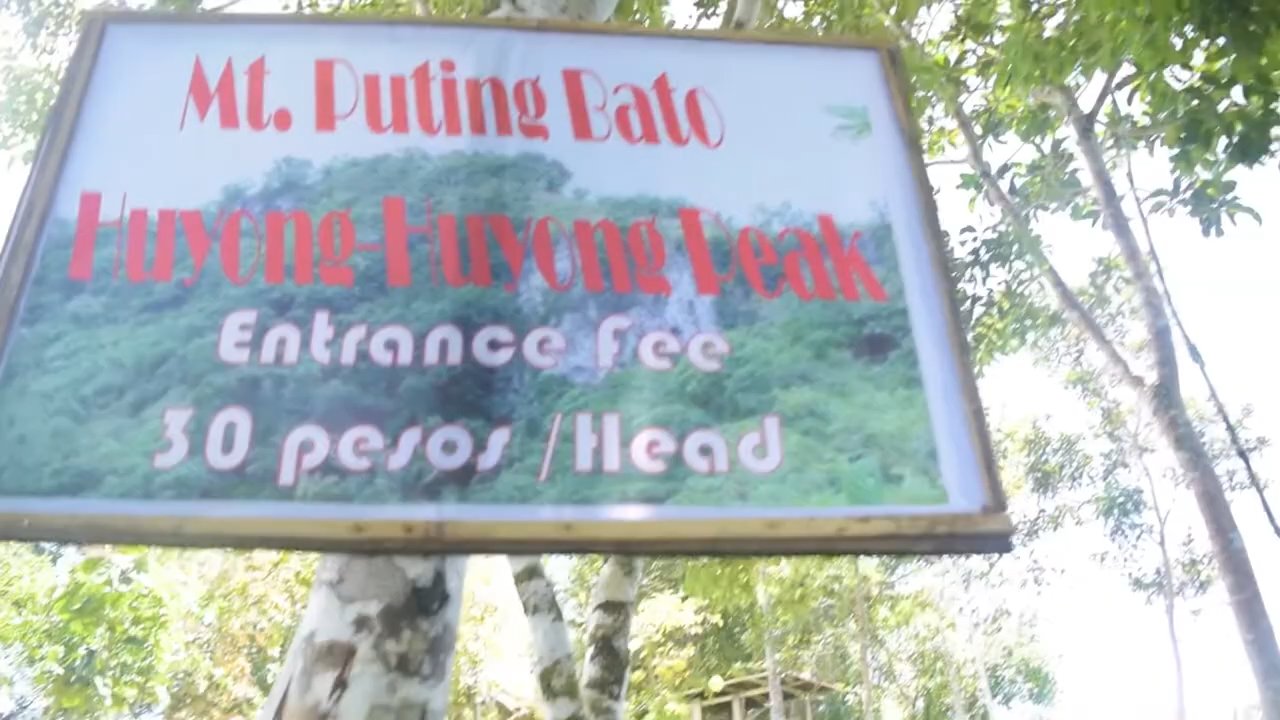 Mt. Puting Bato
Huyong-Huyong Peak
Entrance Fee
30 pesos /Head